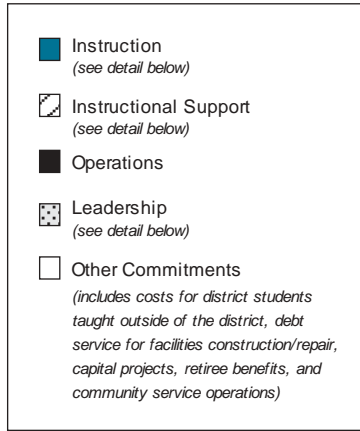 Instruction
(see detail below)
Instructional Support
(see detail below)
Operations
Leadership
(see detail below)
Other Commitments
(includes costs for district students
taught outside of the district, debt
service for facilities construction/repair,
capital projects, retiree benefits, and
community service operations)